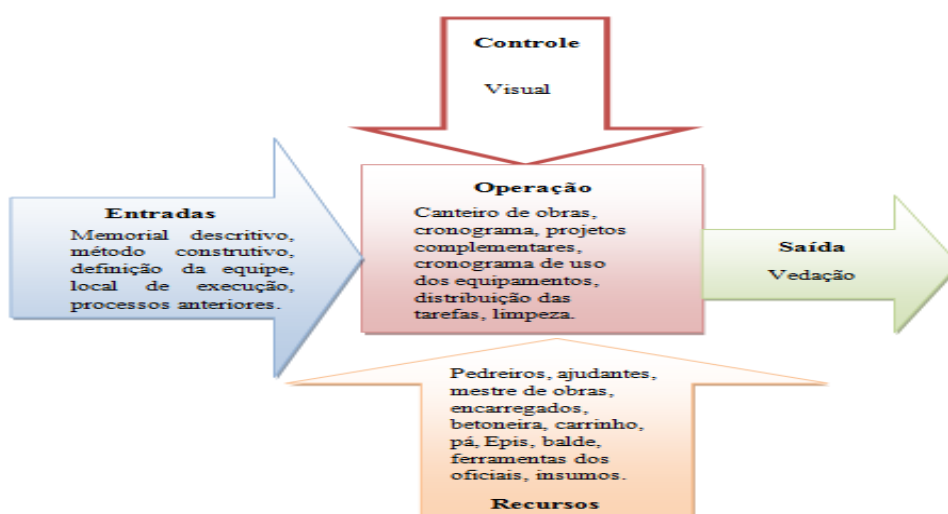 Controle
Visual
Entradas
Memorial descritivo,
método construtivo,
definição da equipe,
local de execução,
processos anteriores.
Operação
Canteiro de obras,
cronograma, projetos
complementares,
cronograma de uso
dos equipamentos,
distribuição das
tarefas, limpeza.
Saída
Vedação
Pedreiros, ajudantes,
mestre de obras,
encarregados,
betoneira, carrinho,
pá, Epis, balde,
ferramentas dos
oficiais, insumos.
Recursos